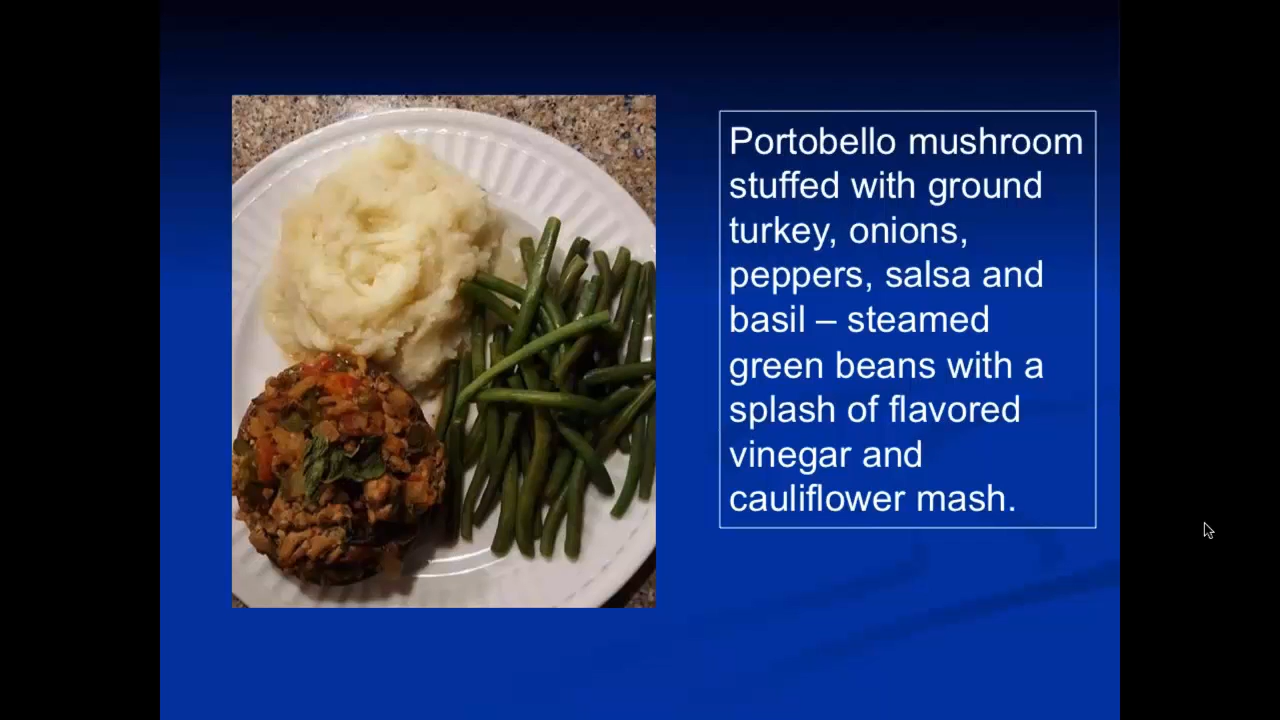 Portobello mushroom
stuffed with ground
turkey, onions,
peppers, salsa and
basil – steamed
green beans with a
splash of flavored
vinegar and
cauliflower mash.